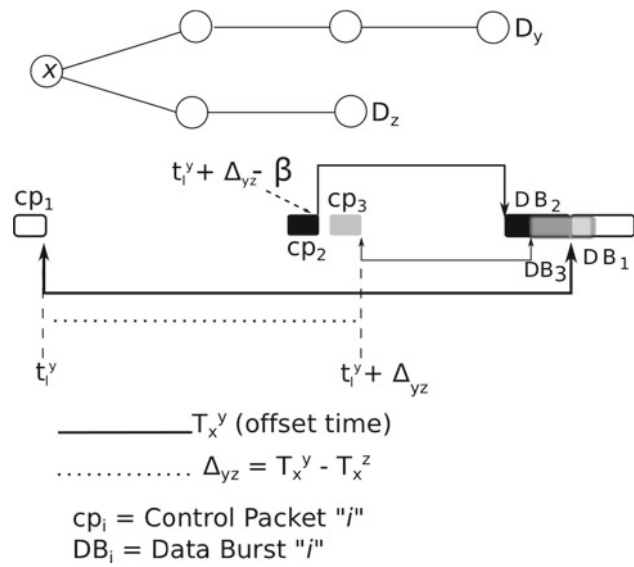 D_y
x
D_z
t_l^y + Δ_yz - β
cp_1 cp_3 DB_2
cp_2 DB_3 DB_1
t_l^y t_l^y + Δ_yz
T_x^y (offset time)
Δ_yz = T_x^y - T_x^z
cp_i = Control Packet "i"
DB_i = Data Burst "i"